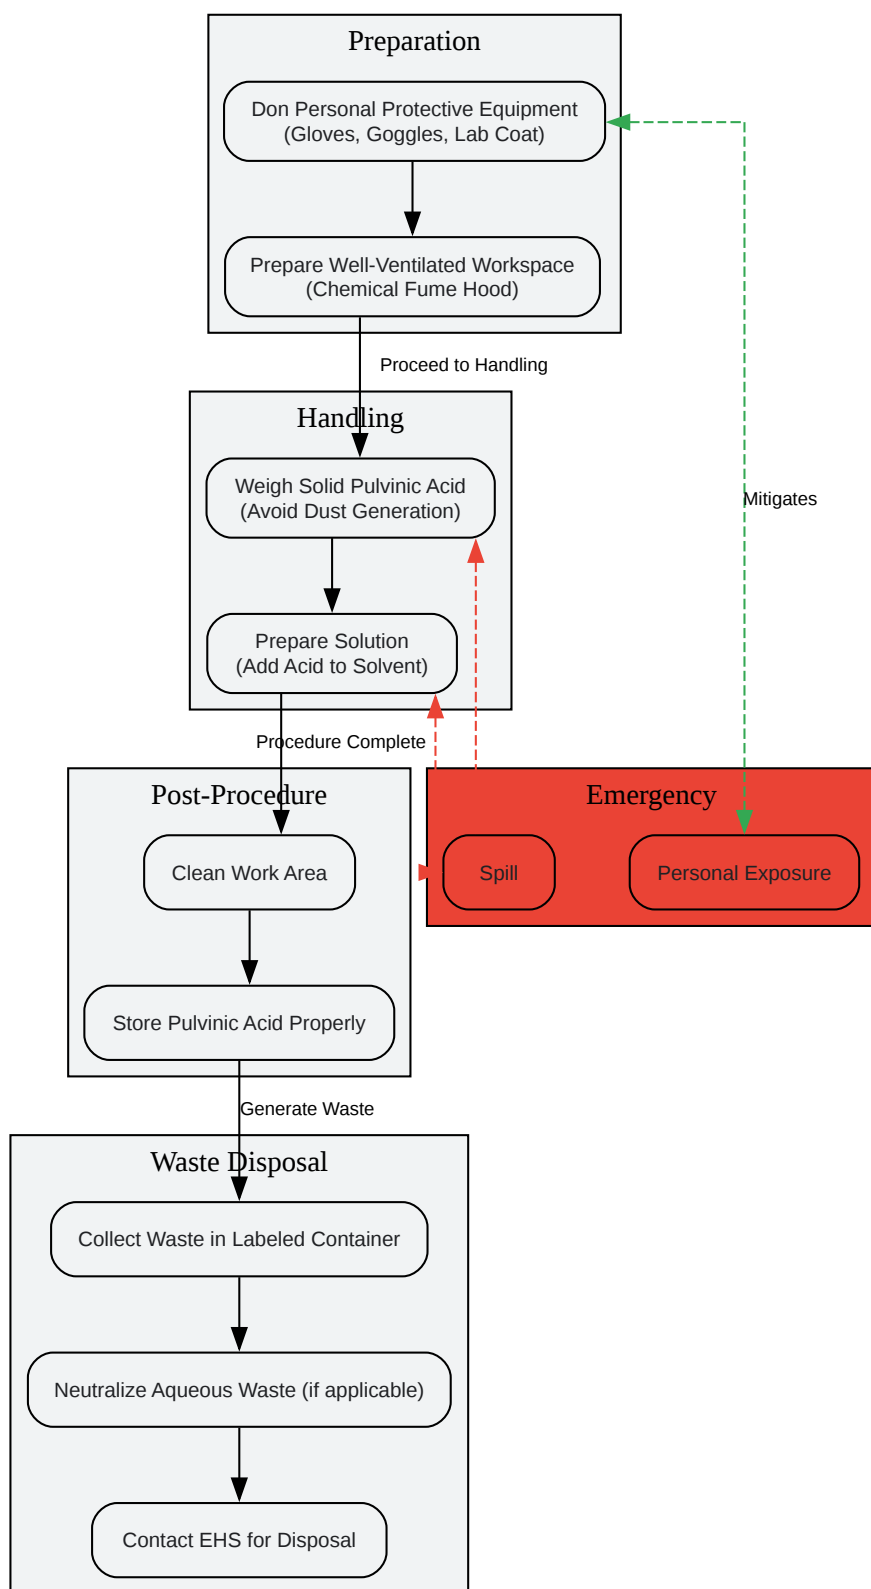 Preparation
Don Personal Protective Equipment
(Gloves, Goggles, Lab Coat)
Prepare Well-Ventilated Workspace
(Chemical Fume Hood)
Proceed to Handling
Handling
Weigh Solid Pulvinic Acid
(Avoid Dust Generation)
Mitigates
Prepare Solution
(Add Acid to Solvent)
Procedure Complete
Post-Procedure
Emergency
Clean Work Area
Spill
Personal Exposure
Store Pulvinic Acid Properly
Generate Waste
Waste Disposal
Collect Waste in Labeled Container
Neutralize Aqueous Waste (if applicable)
Contact EHS for Disposal